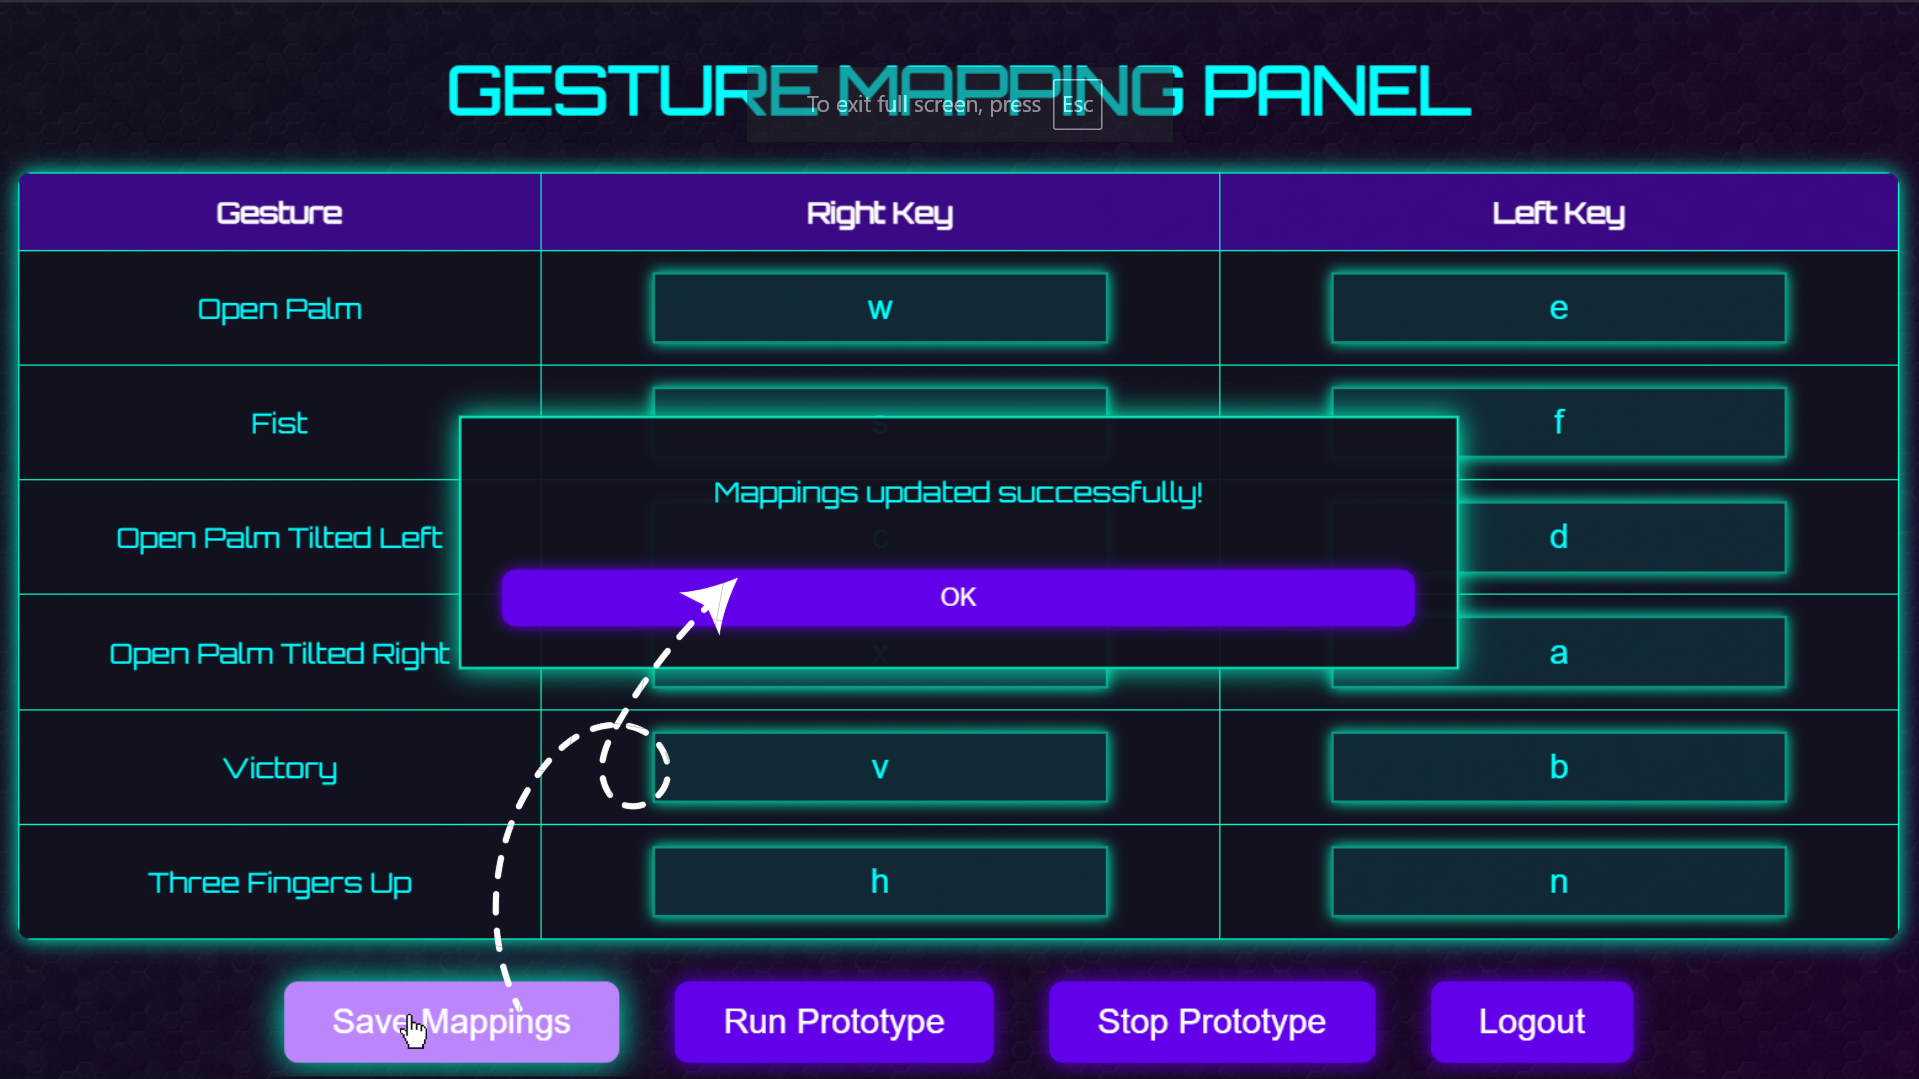 GESTURE MAPPING PANEL
To exit full screen, press Esc
Gesture Right Key Left Key
Open Palm w e
Fist s f
Mappings updated successfully!
Open Palm Tilted Left c d
OK
Open Palm Tilted Right x a
Victory v b
Three Fingers Up h n
Save Mappings Run Prototype Stop Prototype Logout